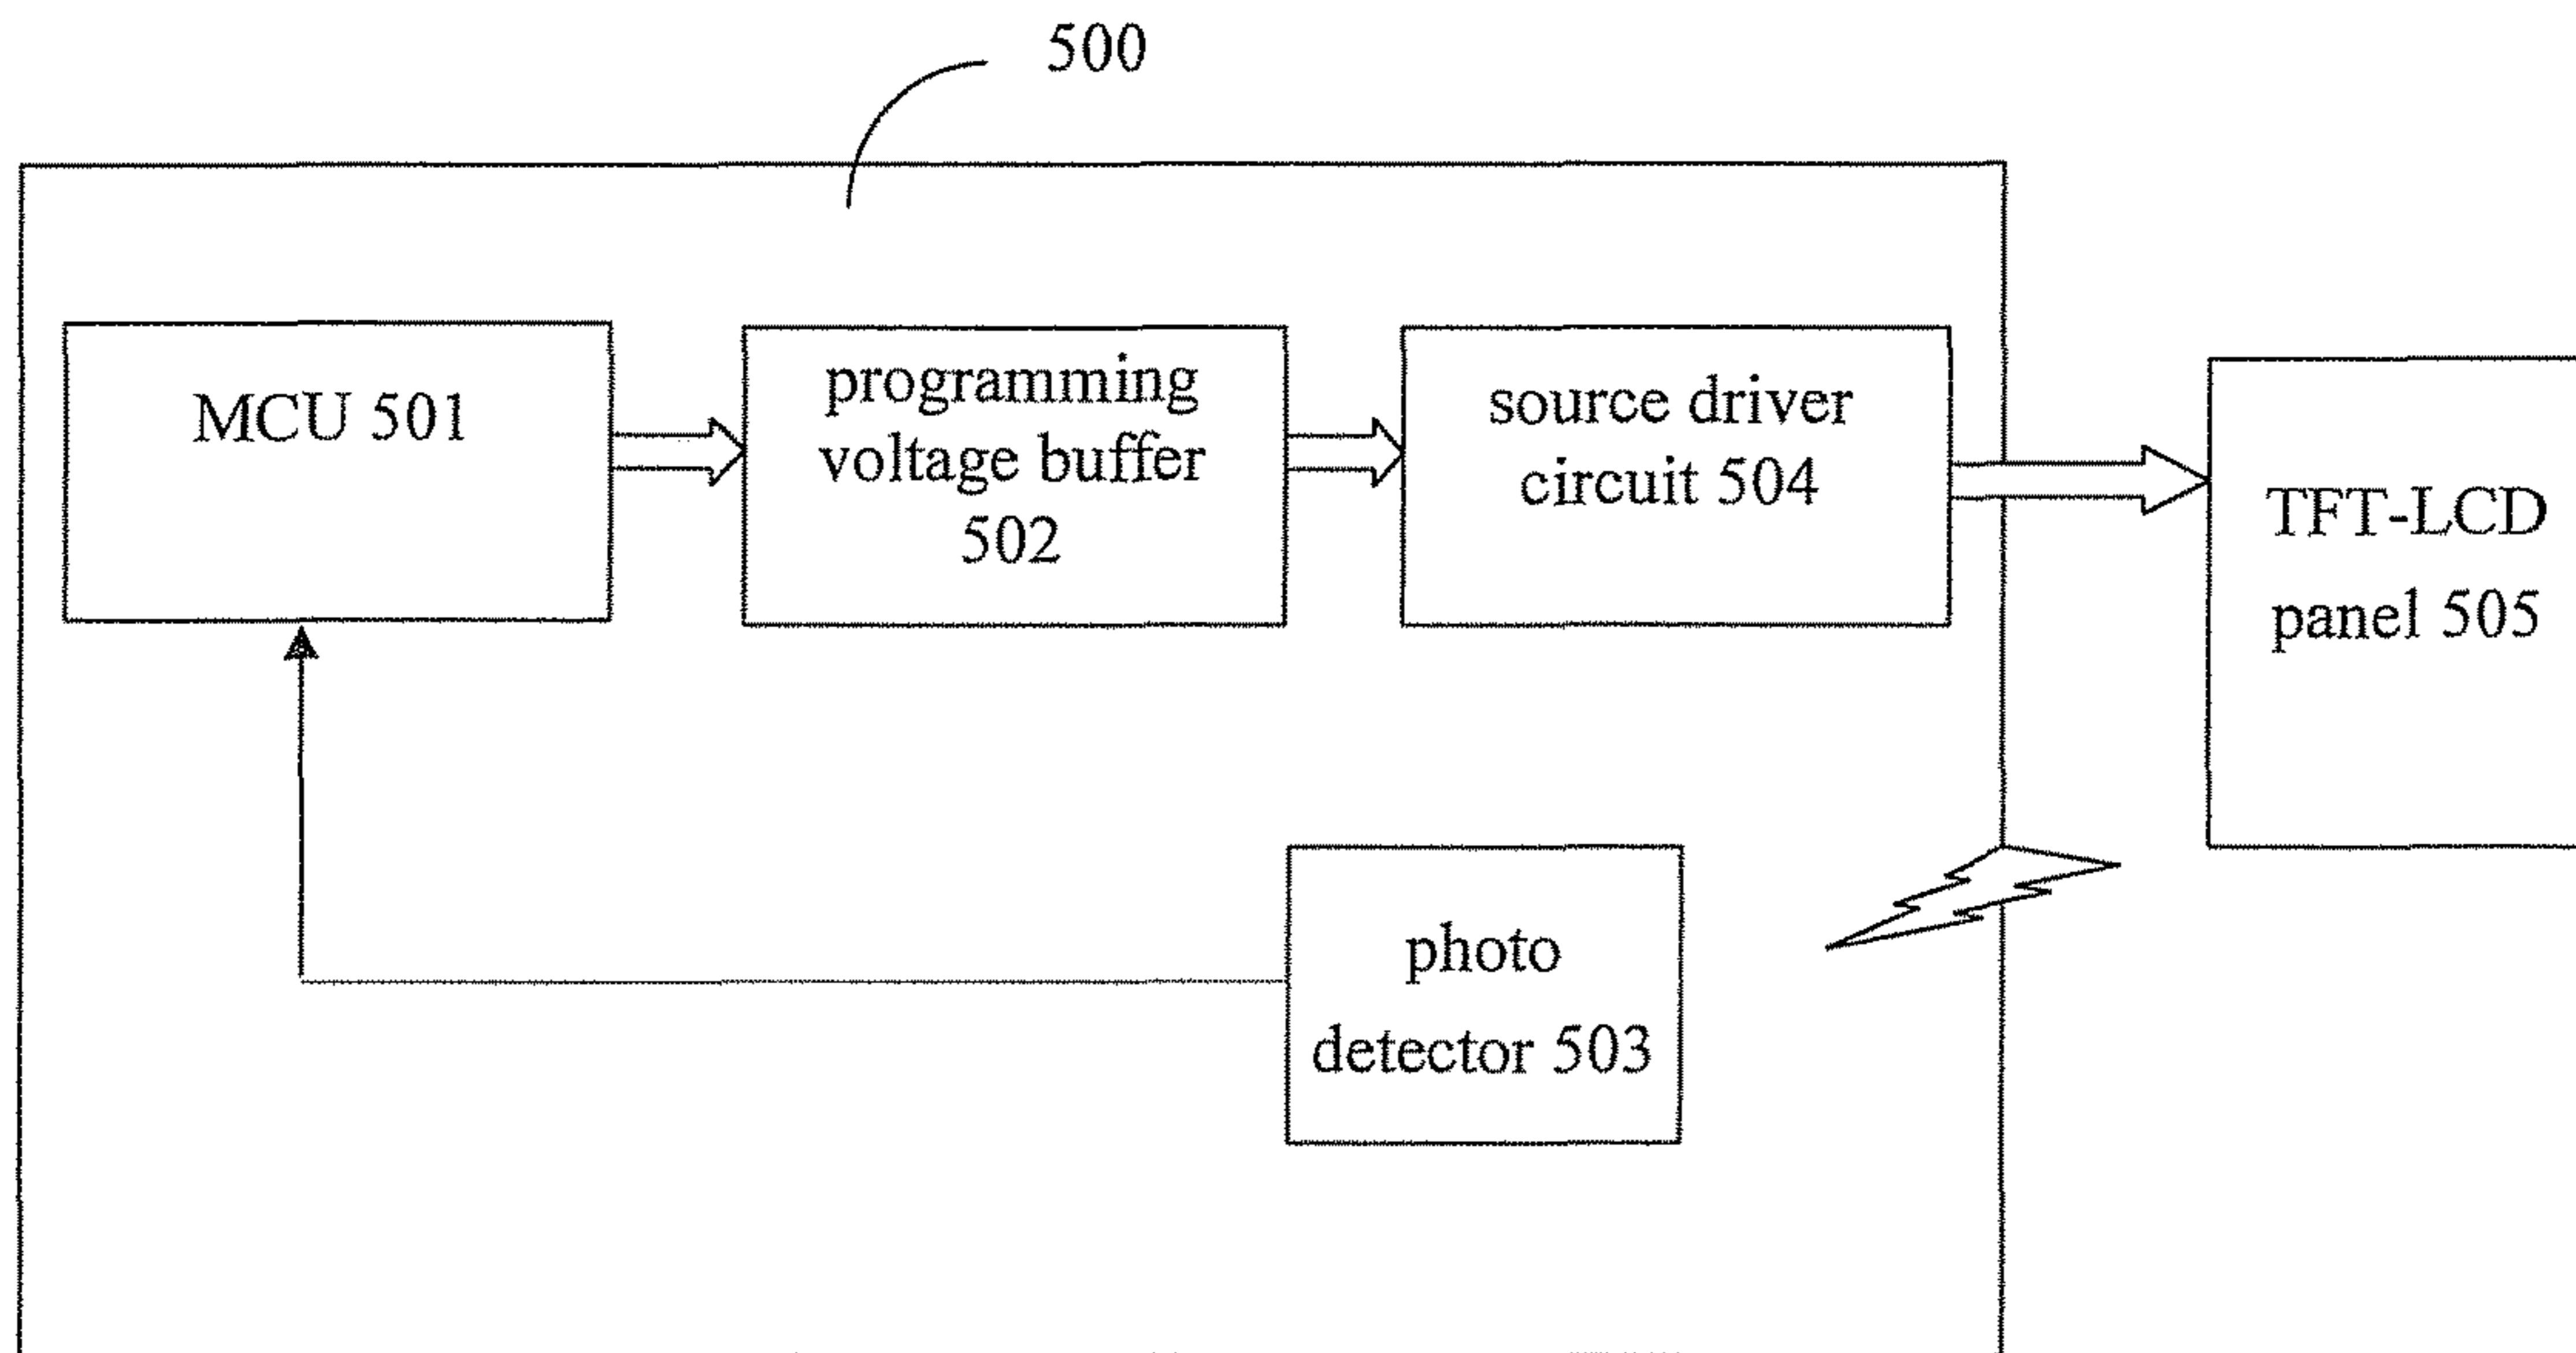 500
MCU 501
programming
voltage buffer
502
source driver
circuit 504
TFT-LCD
panel 505
photo
detector 503